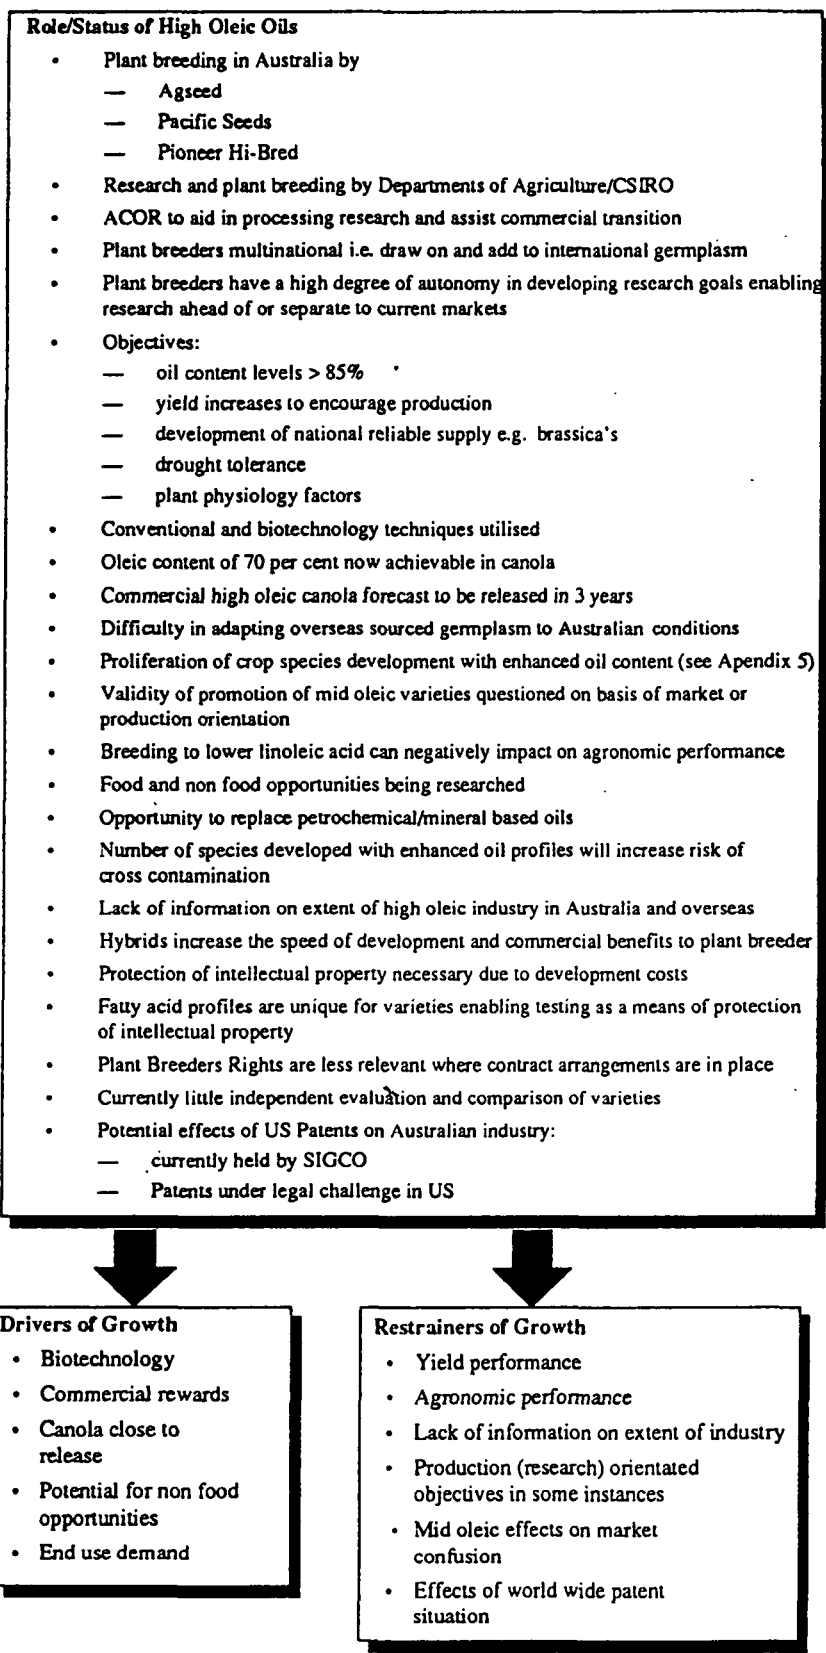 Role/Status of High Oleic Oils
• Plant breeding in Australia by
— Agseed
— Pacific Seeds
— Pioneer Hi-Bred
• Research and plant breeding by Departments of Agriculture/CSIRO
• ACOR to aid in processing research and assist commercial transition
• Plant breeders multinational i.e. draw on and add to international germplasm
• Plant breeders have a high degree of autonomy in developing research goals enabling
research ahead of or separate to current markets
• Objectives:
— oil content levels > 85%
— yield increases to encourage production
— development of national reliable supply e.g. brassica's
— drought tolerance
— plant physiology factors
• Conventional and biotechnology techniques utilised
• Oleic content of 70 per cent now achievable in canola
• Commercial high oleic canola forecast to be released in 3 years
• Difficulty in adapting overseas sourced germplasm to Australian conditions
• Proliferation of crop species development with enhanced oil content (see Apendix 5)
• Validity of promotion of mid oleic varieties questioned on basis of market or
production orientation
• Breeding to lower linoleic acid can negatively impact on agronomic performance
• Food and non food opportunities being researched
• Opportunity to replace petrochemical/mineral based oils
• Number of species developed with enhanced oil profiles will increase risk of
cross contamination
• Lack of information on extent of high oleic industry in Australia and overseas
• Hybrids increase the speed of development and commercial benefits to plant breeder
• Protection of intellectual property necessary due to development costs
• Fatty acid profiles are unique for varieties enabling testing as a means of protection
of intellectual property
• Plant Breeders Rights are less relevant where contract arrangements are in place
• Currently little independent evaluation and comparison of varieties
• Potential effects of US Patents on Australian industry:
— currently held by SIGCO
— Patents under legal challenge in US
Drivers of Growth
• Biotechnology
• Commercial rewards
• Canola close to
release
• Potential for non food
opportunities
• End use demand
Restrainers of Growth
• Yield performance
• Agronomic performance
• Lack of information on extent of industry
• Production (research) orientated
objectives in some instances
• Mid oleic effects on market
confusion
• Effects of world wide patent
situation